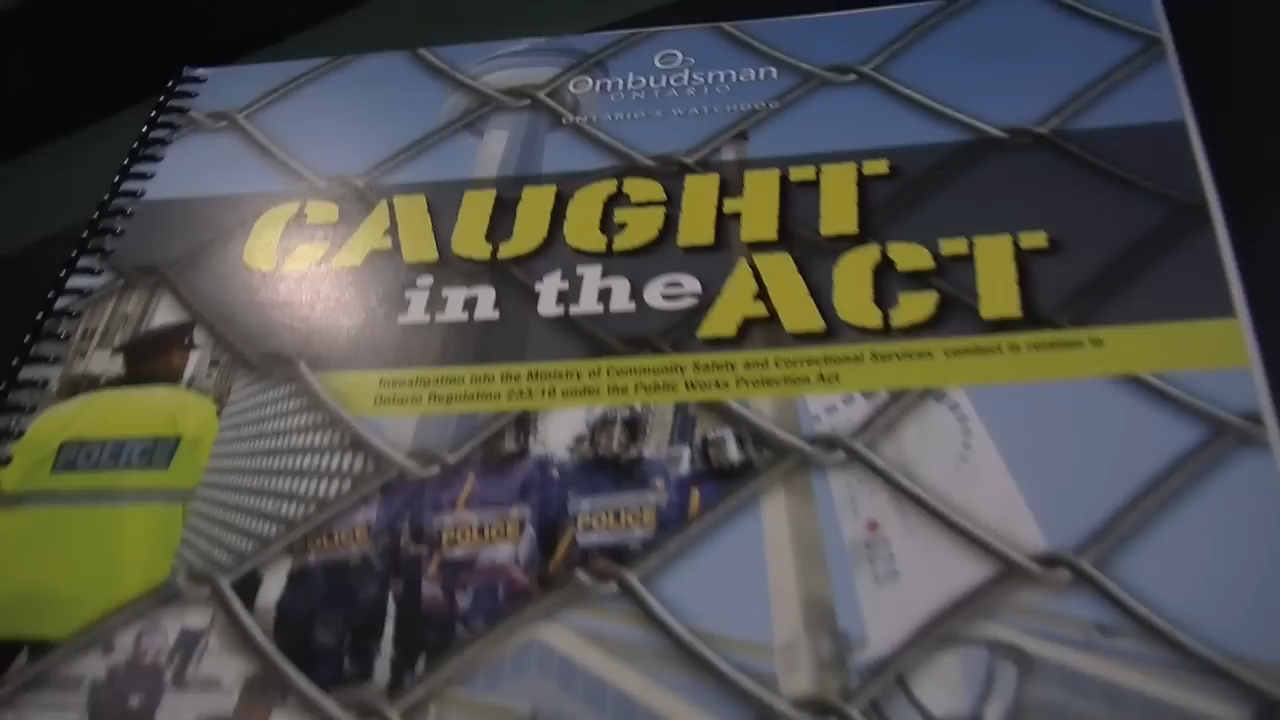 Ombudsman
ONTARIO
ONTARIO'S WATCHDOG
CAUGHT
in the ACT
Investigation into the Ministry of Community Safety and Correctional Services' conduct in relation to
Ontario Regulation 233/10 under the Public Works Protection Act
POLICE
POLICE
POLICE
POLICE